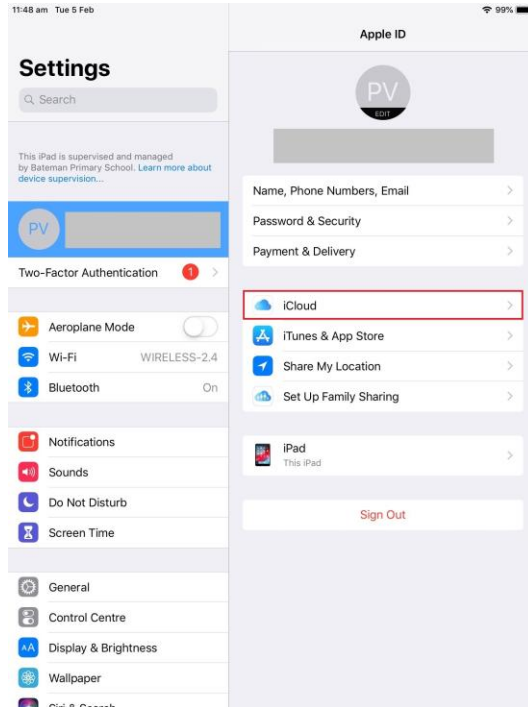 11:48 am Tue 5 Feb
99%
Settings
Search
This iPad is supervised and managed
by Bateman Primary School. Learn more about
device supervision...
PV
Two-Factor Authentication 1
Aeroplane Mode
Wi-Fi WIRELESS-2.4
Bluetooth On
Notifications
Sounds
Do Not Disturb
Screen Time
General
Control Centre
AA Display & Brightness
Wallpaper
Siri & Search
Apple ID
PV
EDIT
Name, Phone Numbers, Email
Password & Security
Payment & Delivery
iCloud
iTunes & App Store
Share My Location
Set Up Family Sharing
iPad
This iPad
Sign Out